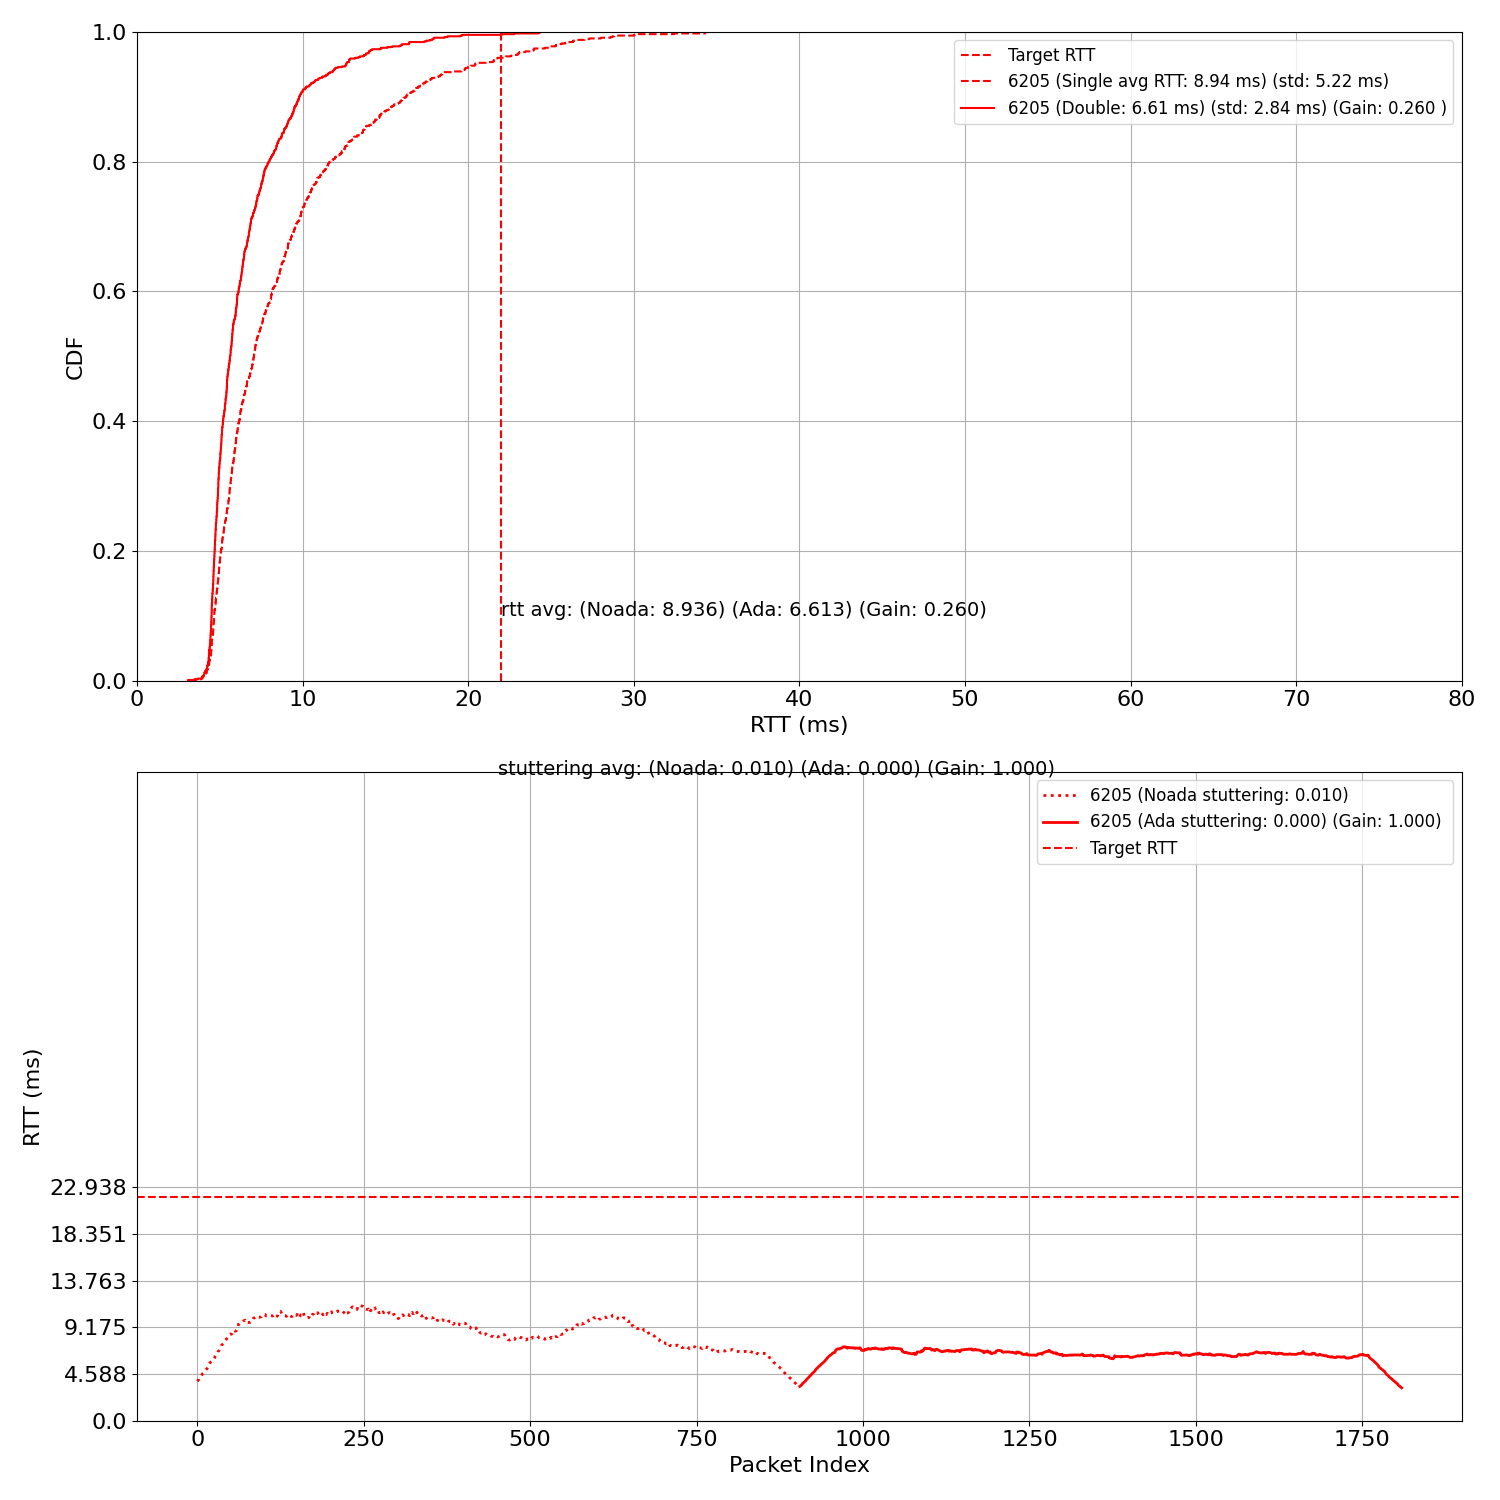 1.0
0.8
0.6
0.4
0.2
0.0
CDF
Target RTT
6205 (Single avg RTT: 8.94 ms) (std: 5.22 ms)
6205 (Double: 6.61 ms) (std: 2.84 ms) (Gain: 0.260 )
rtt avg: (Noada: 8.936) (Ada: 6.613) (Gain: 0.260)
0 10 20 30 40 50 60 70 80
RTT (ms)
stuttering avg: (Noada: 0.010) (Ada: 0.000) (Gain: 1.000)
6205 (Noada stuttering: 0.010)
6205 (Ada stuttering: 0.000) (Gain: 1.000)
Target RTT
RTT (ms)
22.938
18.351
13.763
9.175
4.588
0.0
0 250 500 750 1000 1250 1500 1750
Packet Index